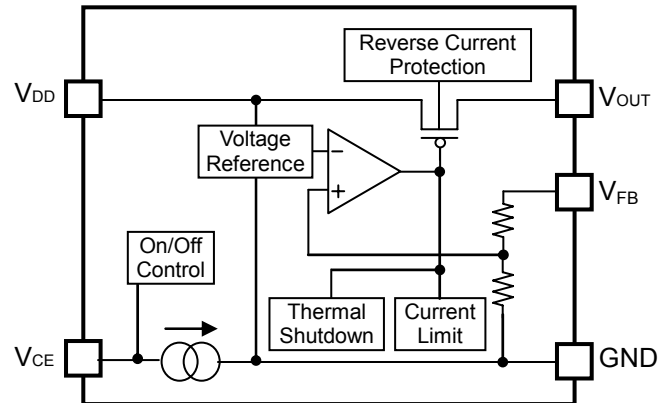 Reverse Current
Protection
VDD
VOUT
Voltage
Reference
−
+
VFB
On/Off
Control
Thermal
Shutdown
Current
Limit
VCE
GND